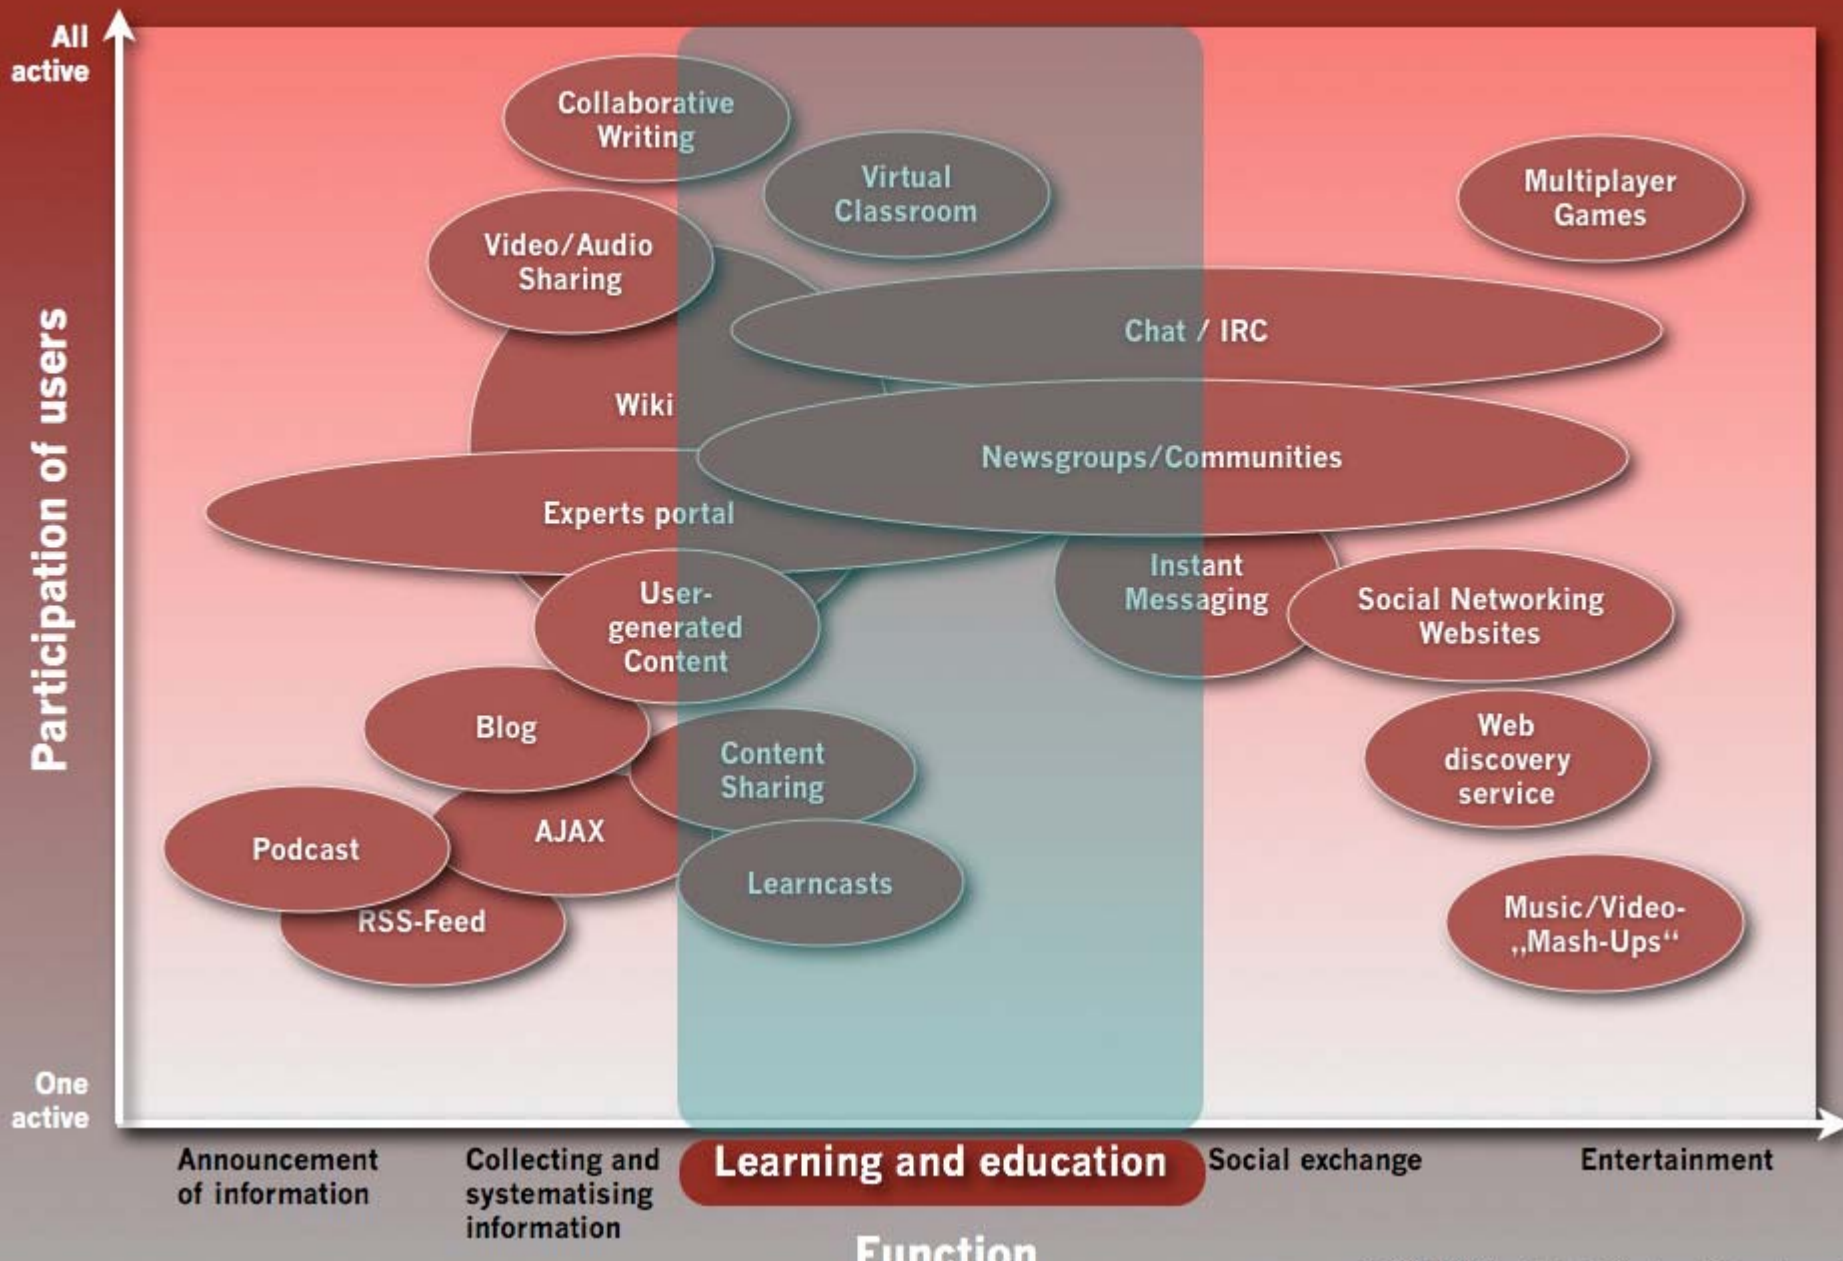 All
active
Participation of users
One
active
Collaborative
Writing
Virtual
Classroom
Multiplayer
Games
Video/Audio
Sharing
Chat / IRC
Wiki
Newsgroups/Communities
Experts portal
Instant
Messaging
User-
generated
Content
Social Networking
Websites
Blog
Content
Sharing
Web
discovery
service
AJAX
Podcast
Learncasts
RSS-Feed
Music/Video-
„Mash-Ups“
Announcement
of information
Collecting and
systematising
information
Learning and education
Social exchange
Entertainment
Function